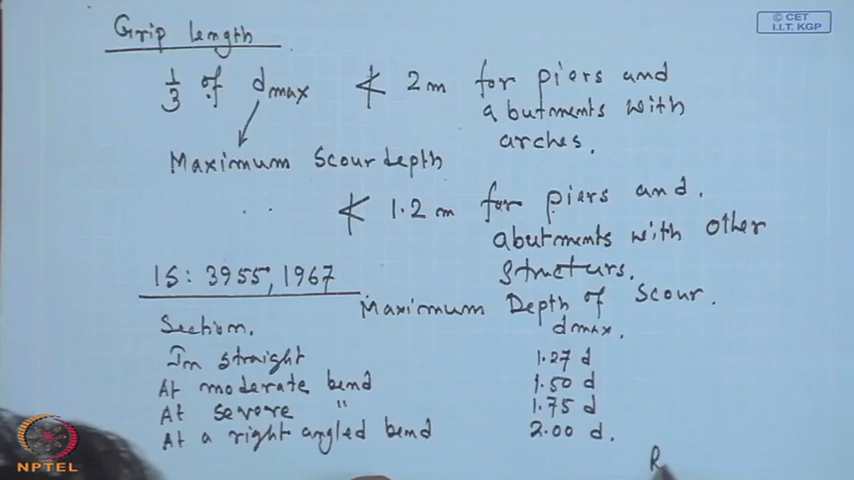 © CET
I.I.T. KGP
Grip length
1/3 of dmax ≮ 2m for piers and
abutments with
arches.
Maximum Scour depth
≮ 1.2 m for piers and.
abutments with other
structurs.
IS: 3955, 1967
Maximum Depth of Scour.
Section. dmax.
In straight 1.27 d
At moderate bend 1.50 d
At severe " 1.75 d
At a right angled bend 2.00 d.
R
NPTEL